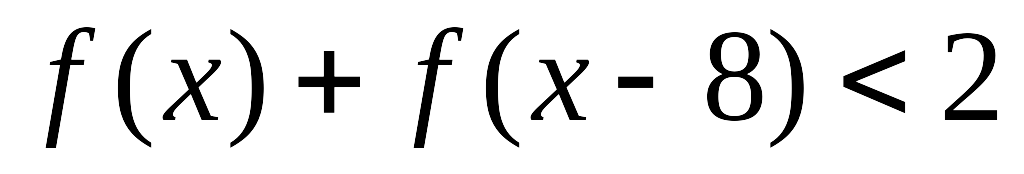 f(x) + f(x - 8) < 2